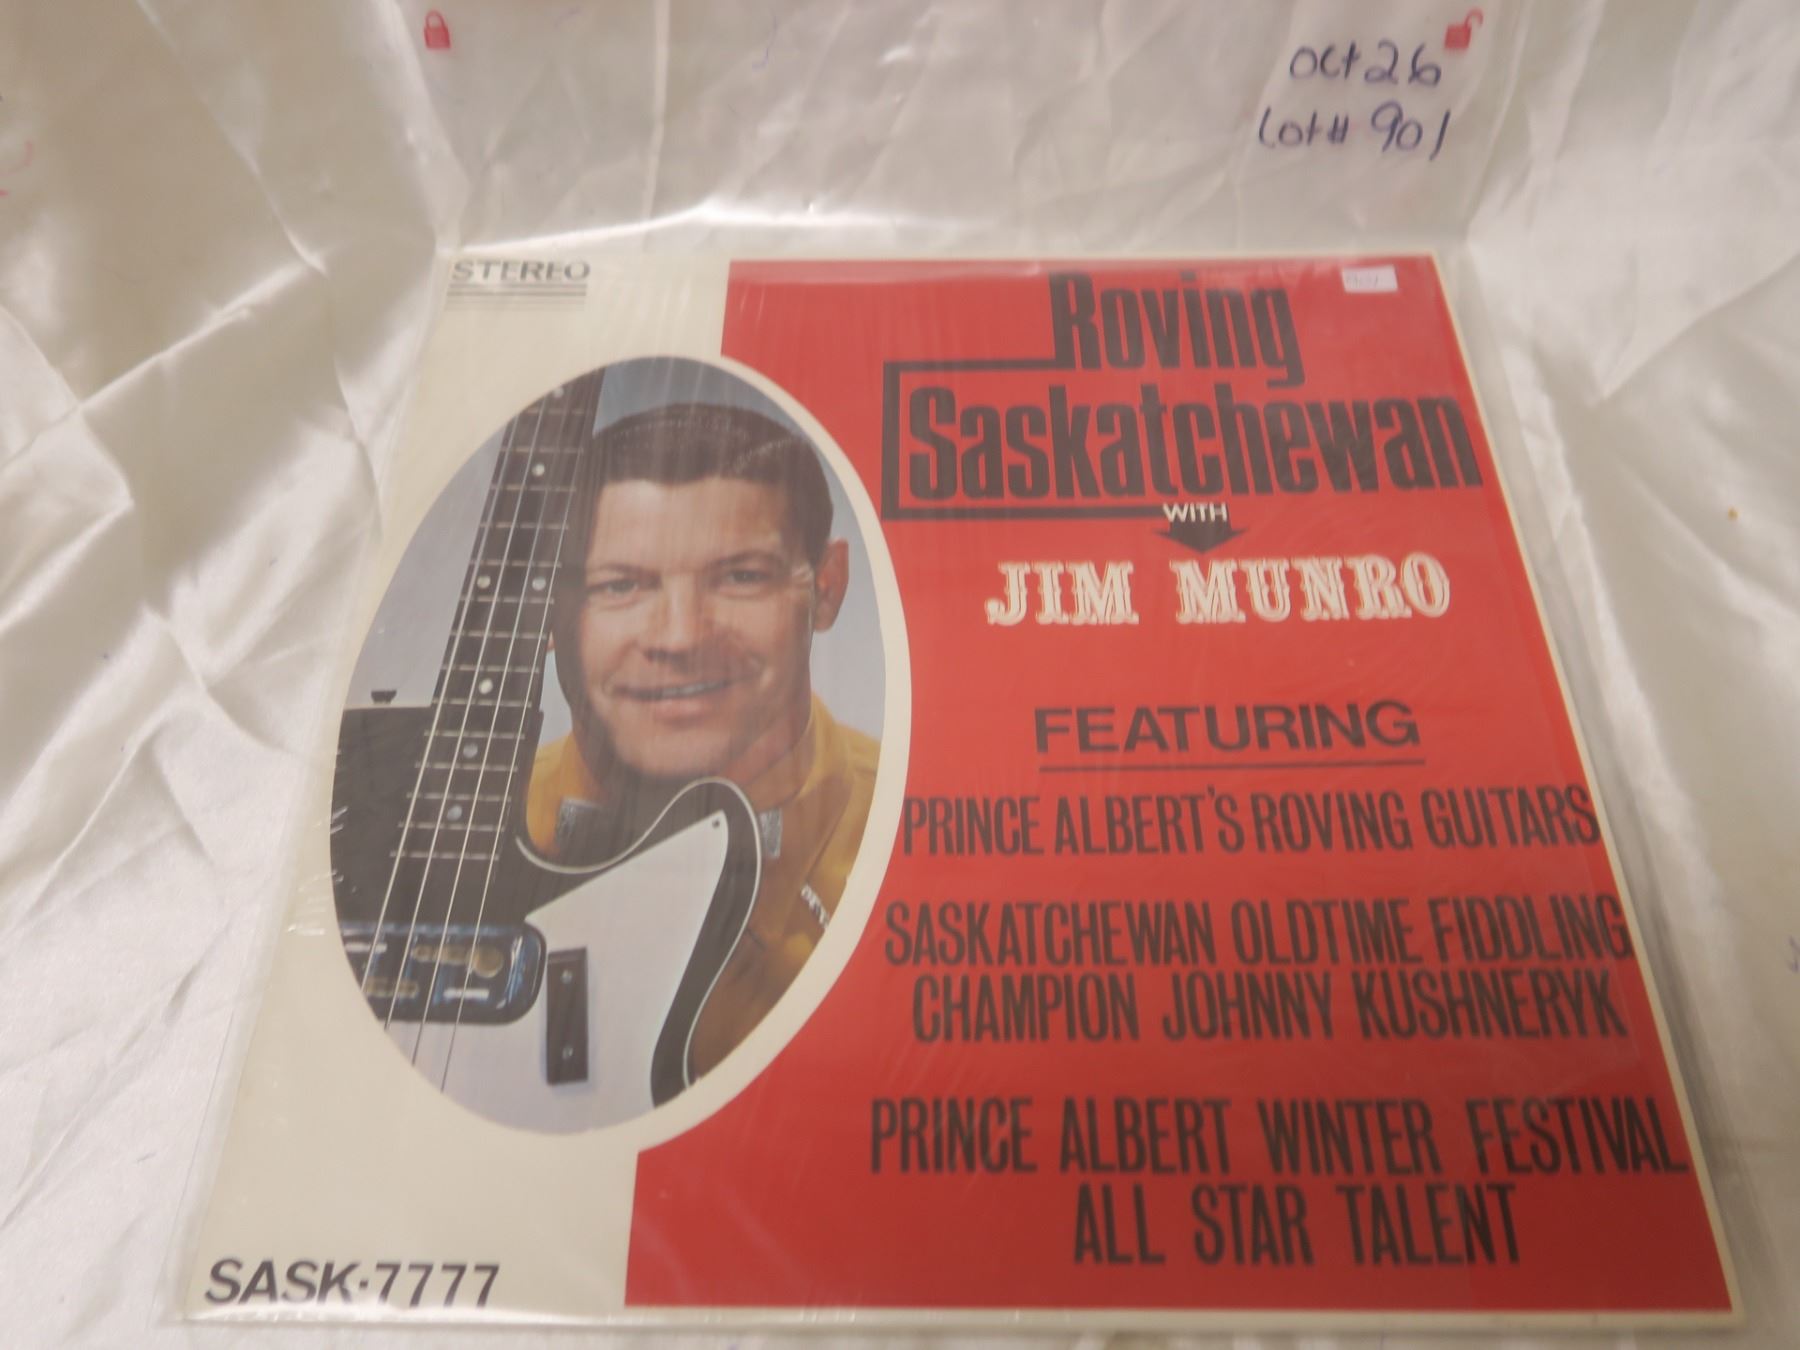 oct 26
Lot# 901
STEREO
Roving
Saskatchewan
WITH
JIM MUNRO
FEATURING
PRINCE ALBERT'S ROVING GUITARS
SASKATCHEWAN OLDTIME FIDDLING
CHAMPION JOHNNY KUSHNERYK
PRINCE ALBERT WINTER FESTIVAL
ALL STAR TALENT
SASK-7777